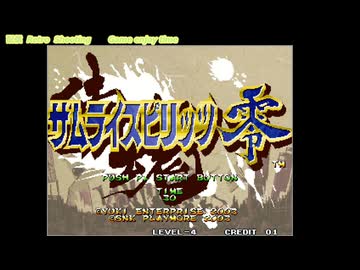 Retro Shooting Game enjoy time
サムライスピリッツ零
TM
PUSH P1 START BUTTON
TIME
30
©YUKI ENTERPRISE 2003
©SNK PLAYMORE 2003
LEVEL-4 CREDIT 01